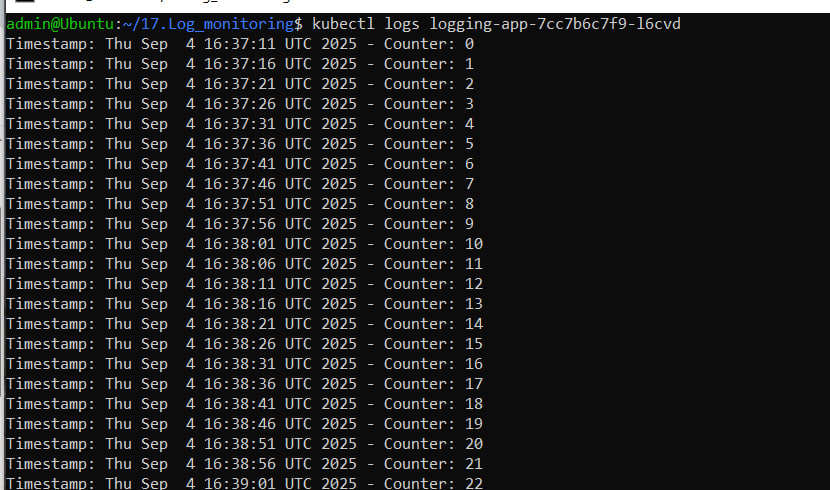 admin@Ubuntu:~/17.Log_monitoring$ kubectl logs logging-app-7cc7b6c7f9-l6cvd
Timestamp: Thu Sep  4 16:37:11 UTC 2025 - Counter: 0
Timestamp: Thu Sep  4 16:37:16 UTC 2025 - Counter: 1
Timestamp: Thu Sep  4 16:37:21 UTC 2025 - Counter: 2
Timestamp: Thu Sep  4 16:37:26 UTC 2025 - Counter: 3
Timestamp: Thu Sep  4 16:37:31 UTC 2025 - Counter: 4
Timestamp: Thu Sep  4 16:37:36 UTC 2025 - Counter: 5
Timestamp: Thu Sep  4 16:37:41 UTC 2025 - Counter: 6
Timestamp: Thu Sep  4 16:37:46 UTC 2025 - Counter: 7
Timestamp: Thu Sep  4 16:37:51 UTC 2025 - Counter: 8
Timestamp: Thu Sep  4 16:37:56 UTC 2025 - Counter: 9
Timestamp: Thu Sep  4 16:38:01 UTC 2025 - Counter: 10
Timestamp: Thu Sep  4 16:38:06 UTC 2025 - Counter: 11
Timestamp: Thu Sep  4 16:38:11 UTC 2025 - Counter: 12
Timestamp: Thu Sep  4 16:38:16 UTC 2025 - Counter: 13
Timestamp: Thu Sep  4 16:38:21 UTC 2025 - Counter: 14
Timestamp: Thu Sep  4 16:38:26 UTC 2025 - Counter: 15
Timestamp: Thu Sep  4 16:38:31 UTC 2025 - Counter: 16
Timestamp: Thu Sep  4 16:38:36 UTC 2025 - Counter: 17
Timestamp: Thu Sep  4 16:38:41 UTC 2025 - Counter: 18
Timestamp: Thu Sep  4 16:38:46 UTC 2025 - Counter: 19
Timestamp: Thu Sep  4 16:38:51 UTC 2025 - Counter: 20
Timestamp: Thu Sep  4 16:38:56 UTC 2025 - Counter: 21
Timestamp: Thu Sep  4 16:39:01 UTC 2025 - Counter: 22